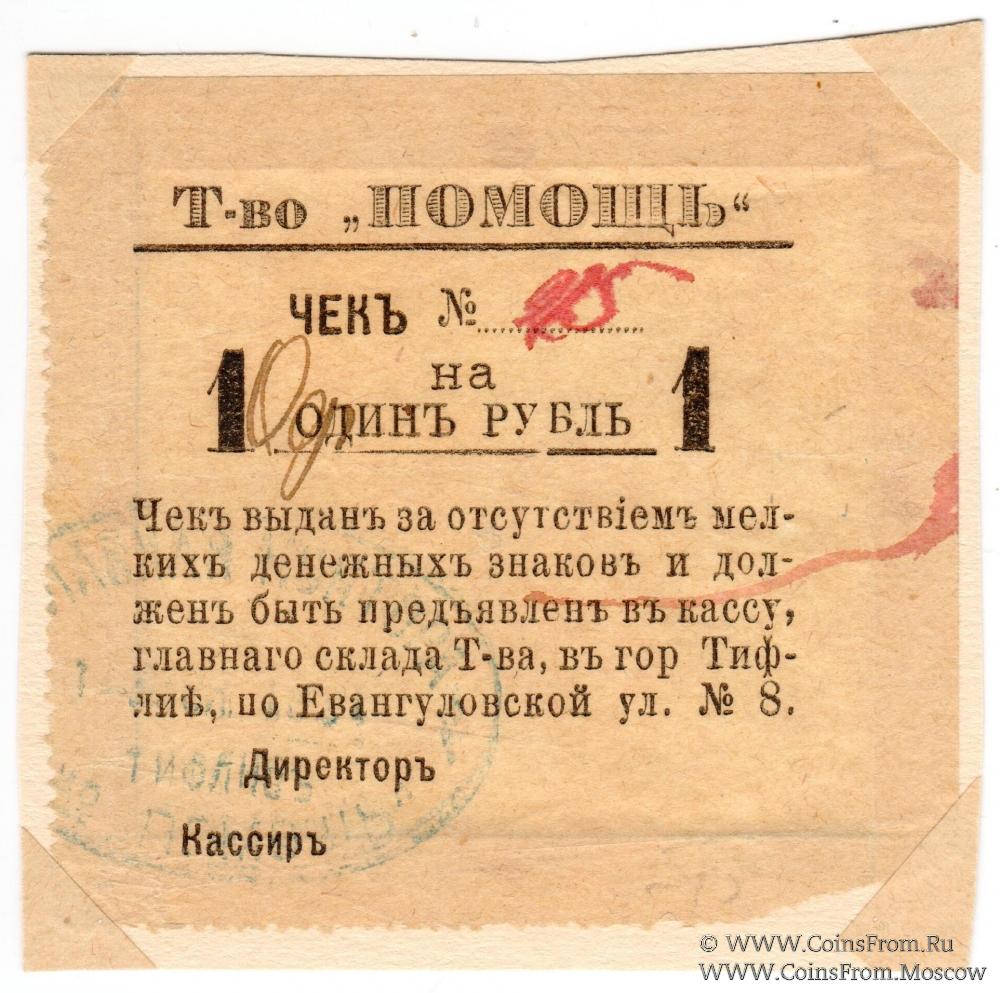 Т-во „ПОМОЩЬ“
ЧЕКЪ №
на
1 ОДИНЪ РУБЛЬ 1
Чекъ выданъ за отсутствіемъ мел-
кихъ денежныхъ знаковъ и дол-
женъ быть предъявленъ въ кассу,
главнаго склада Т-ва, въ гор Тиф-
лиѣ, по Евангуловской ул. № 8.
Директоръ
Кассиръ
© WWW.CoinsFrom.Ru
WWW.CoinsFrom.Moscow